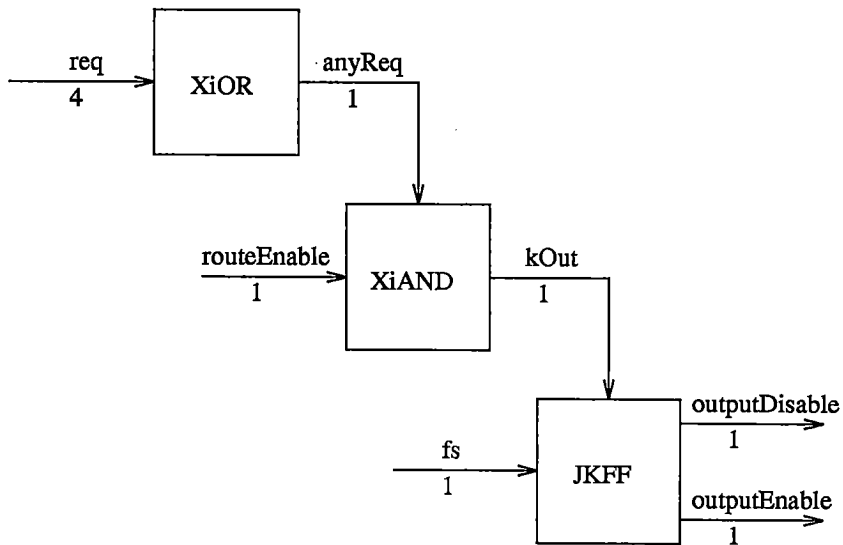 req
4
XiOR
anyReq
1
routeEnable
1
XiAND
kOut
1
fs
1
JKFF
outputDisable
1
outputEnable
1